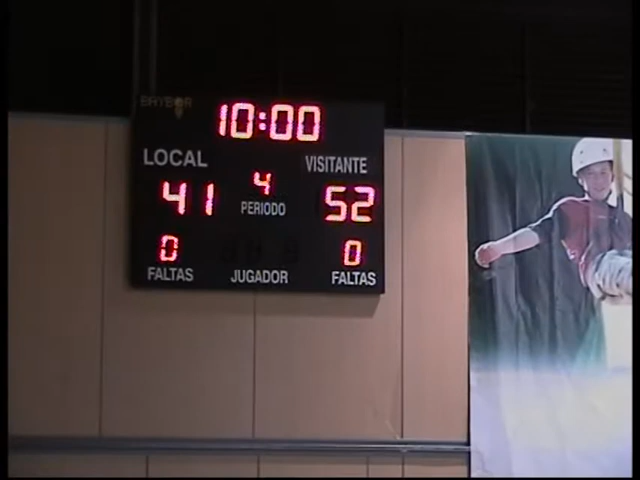 10:00
LOCAL VISITANTE
41 4 52
PERIODO
0 0
FALTAS JUGADOR FALTAS